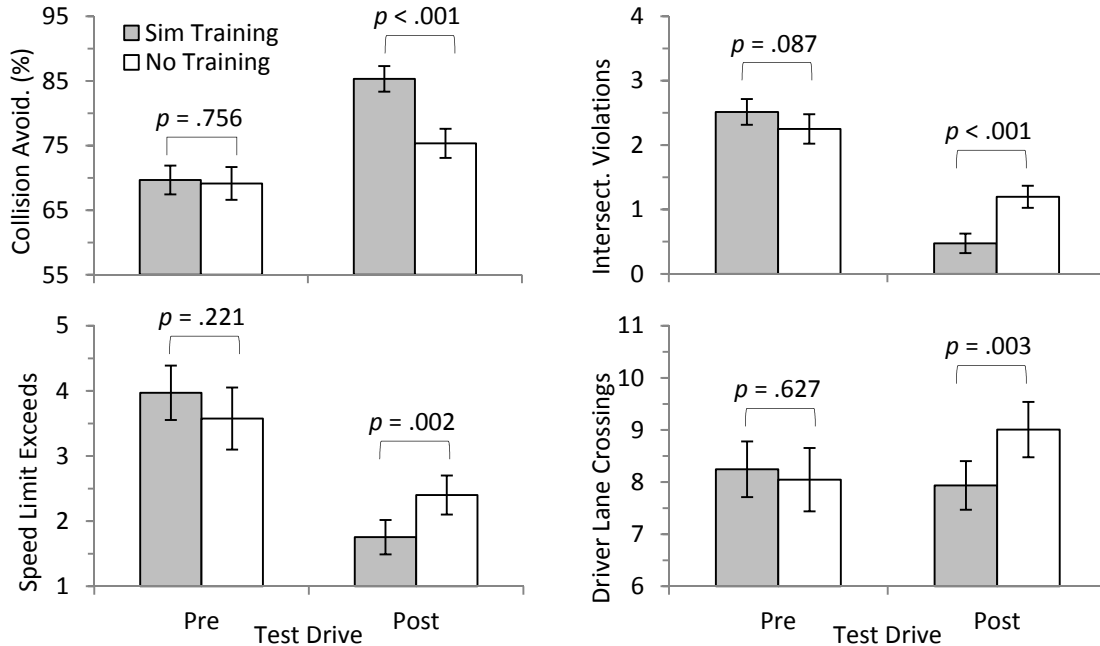 Collision Avoid. (%)
95
85
75
65
55
Sim Training
No Training
p = .756
p < .001
Intersect. Violations
4
3
2
1
0
p = .087
p < .001
Speed Limit Exceeds
5
4
3
2
1
p = .221
p = .002
Pre
Post
Test Drive
Driver Lane Crossings
11
10
9
8
7
6
p = .627
p = .003
Pre
Post
Test Drive